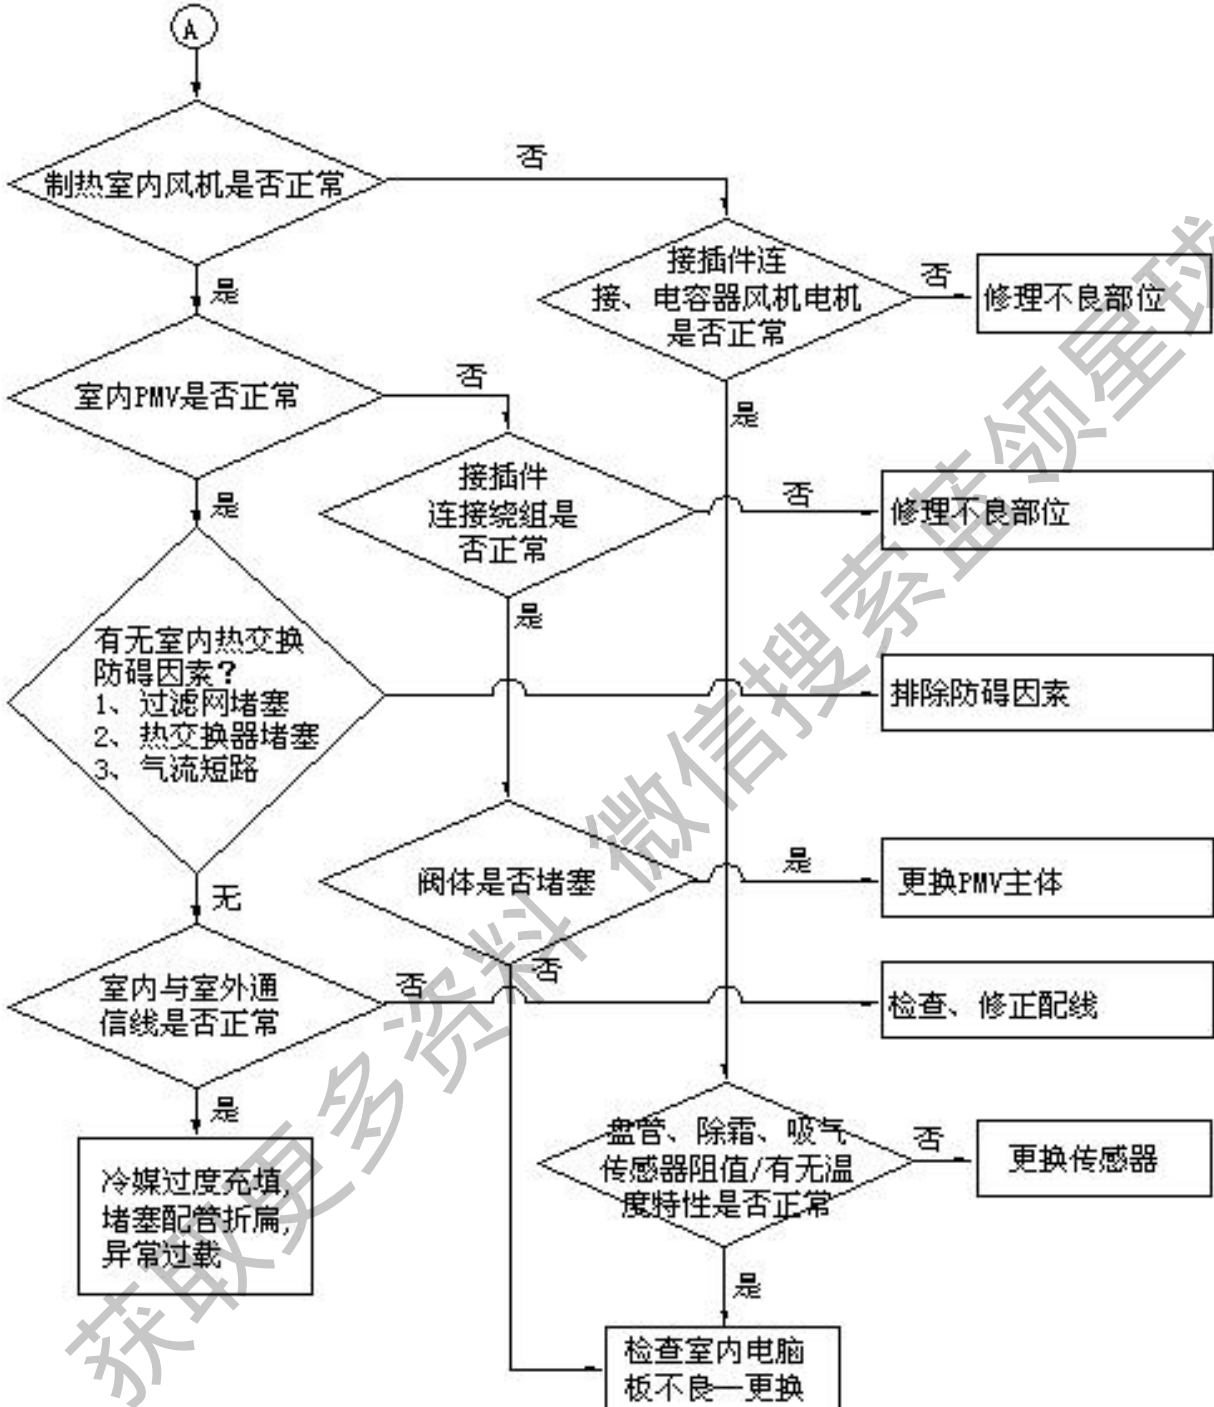 A
制热室内风机是否正常
否
是
接插件连
接、电容器风机电机
是否正常
否
修理不良部位
是
室内PMV是否正常
否
是
接插件
连接绕组是
否正常
否
修理不良部位
是
有无室内热交换
防碍因素?
1、过滤网堵塞
2、热交换器堵塞
3、气流短路
排除防碍因素
无
阀体是否堵塞
是
更换PMV主体
否
室内与室外通
信线是否正常
否
检查、修正配线
是
冷媒过度充填,
堵塞配管折扁,
异常过载
盘管、除霜、吸气
传感器阻值/有无温
度特性是否正常
否
更换传感器
是
检查室内电脑
板不良—更换
获取更多资料 微信搜索蓝领星球